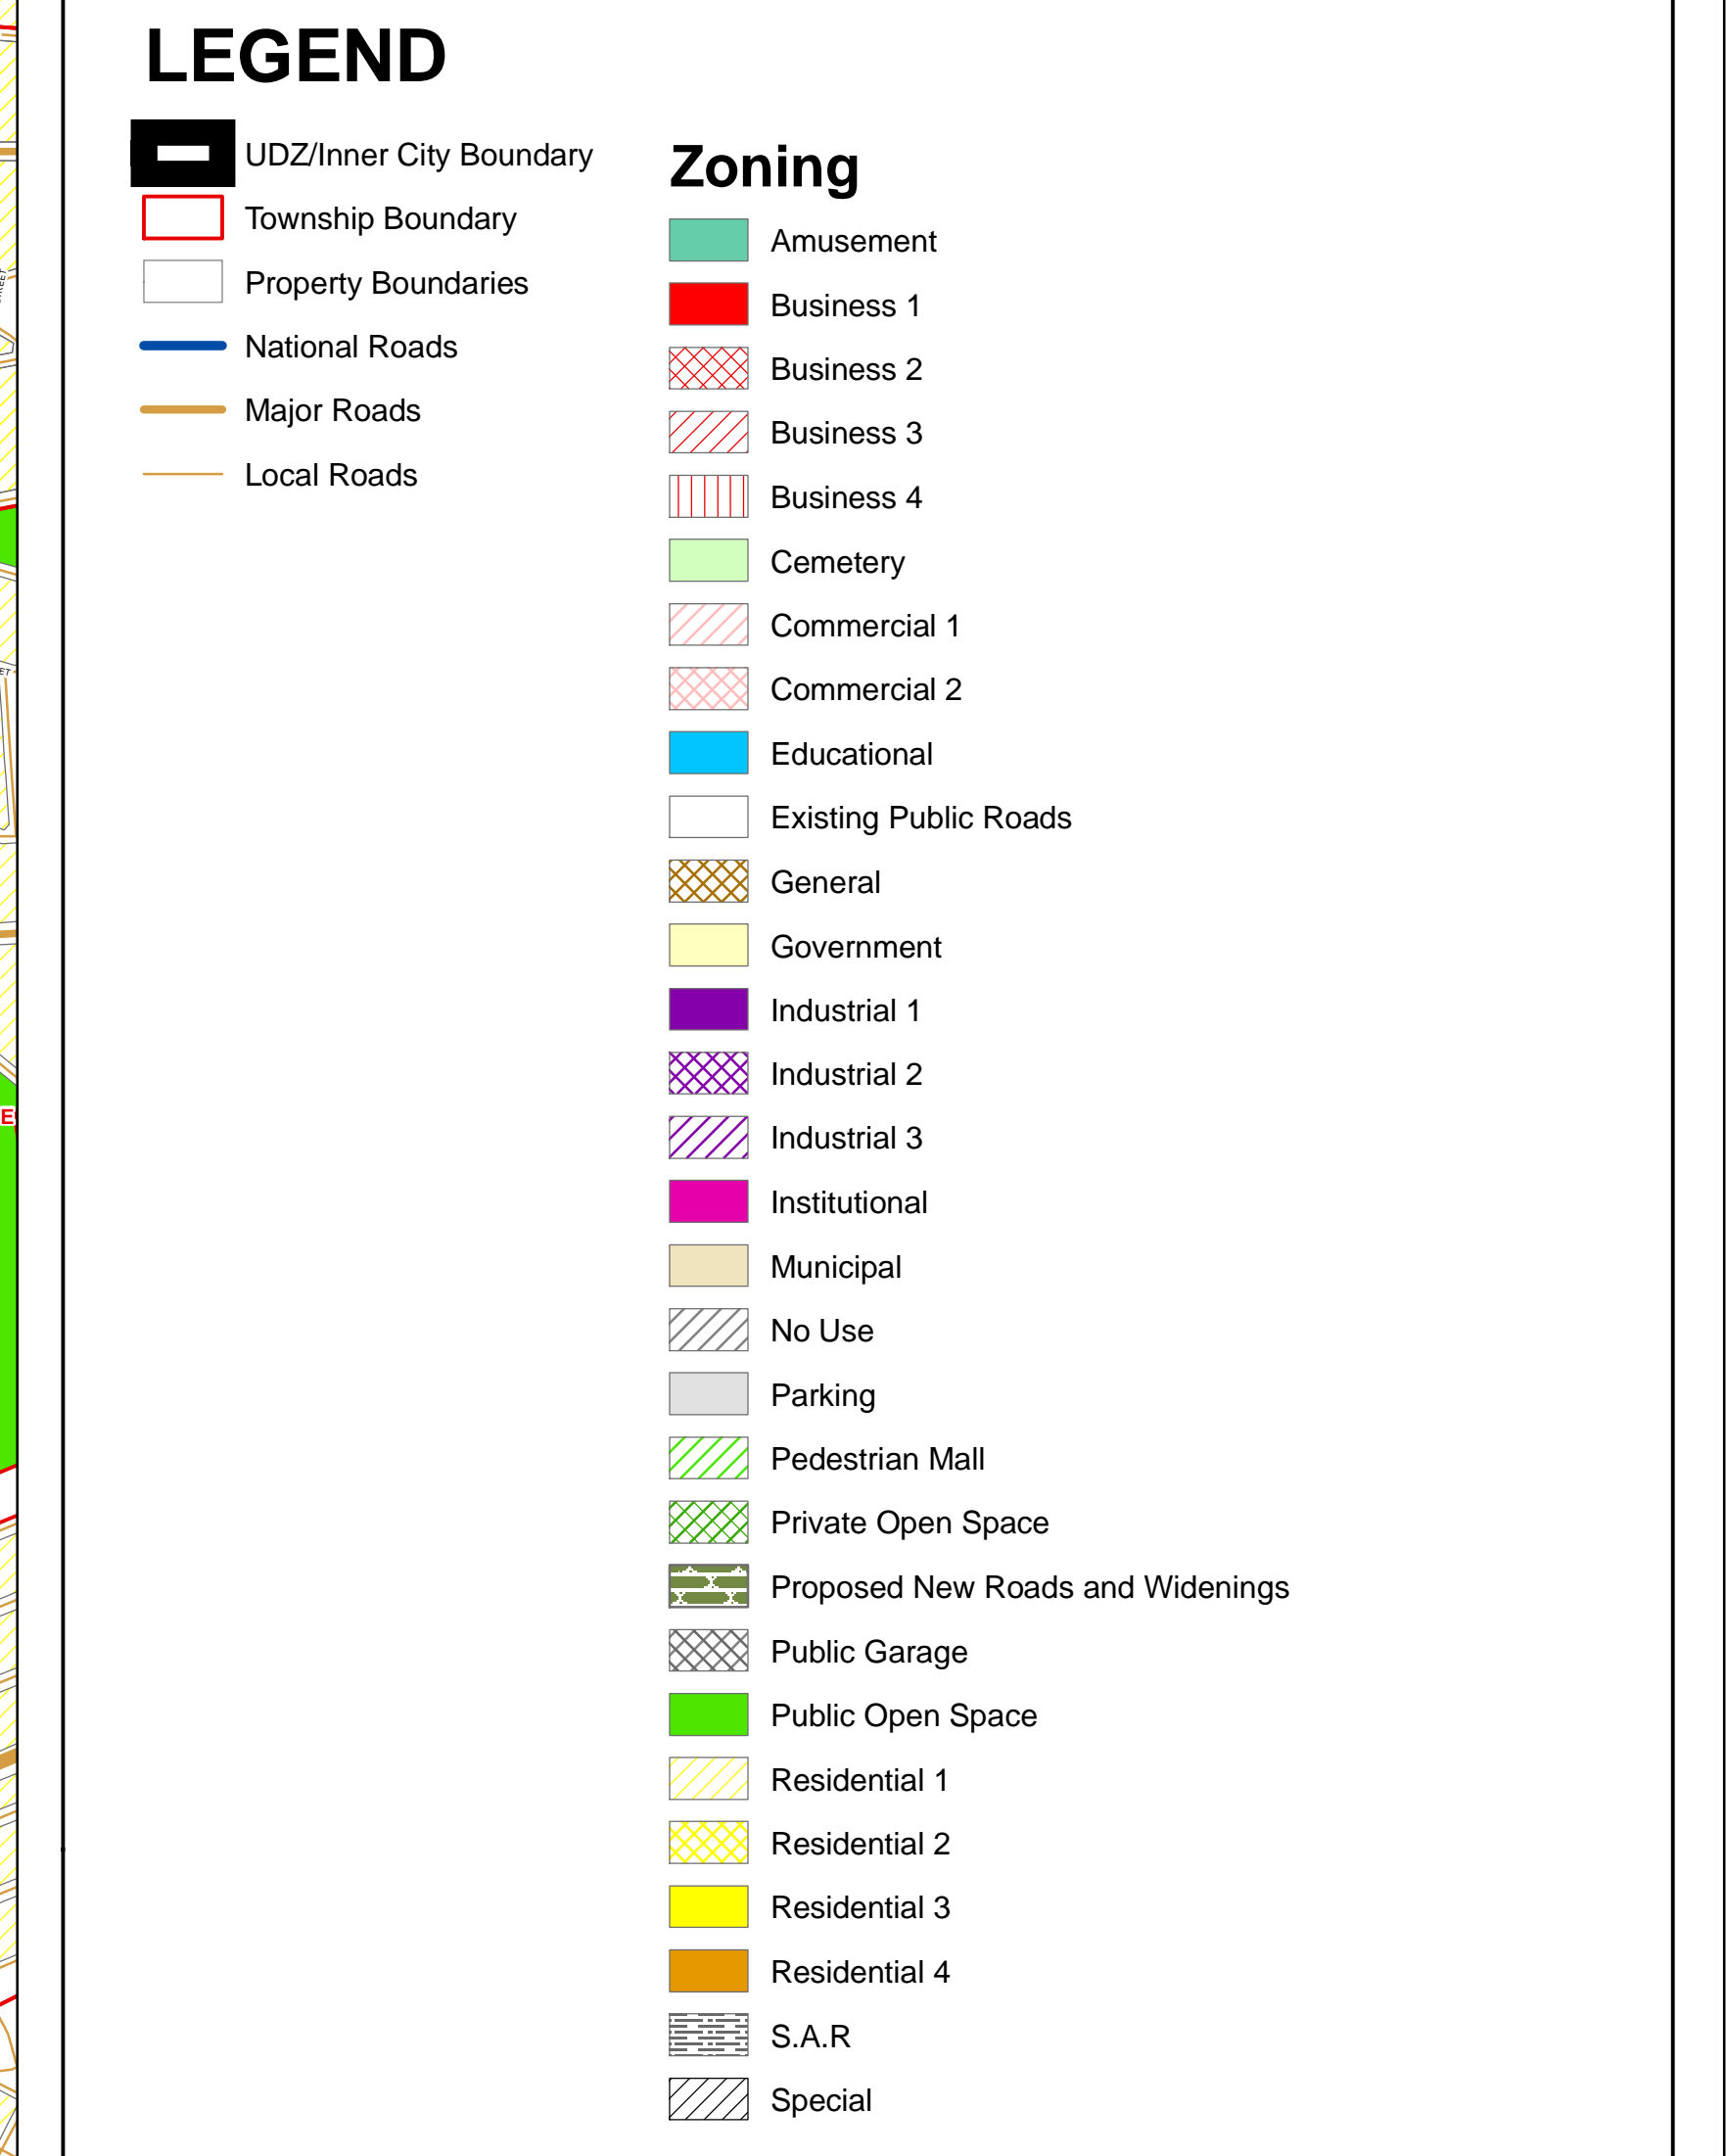 LEGEND
UDZ/Inner City Boundary
Township Boundary
Property Boundaries
National Roads
Major Roads
Local Roads
Zoning
Amusement
Business 1
Business 2
Business 3
Business 4
Cemetery
Commercial 1
Commercial 2
Educational
Existing Public Roads
General
Government
Industrial 1
Industrial 2
Industrial 3
Institutional
Municipal
No Use
Parking
Pedestrian Mall
Private Open Space
Proposed New Roads and Widenings
Public Garage
Public Open Space
Residential 1
Residential 2
Residential 3
Residential 4
S.A.R
Special